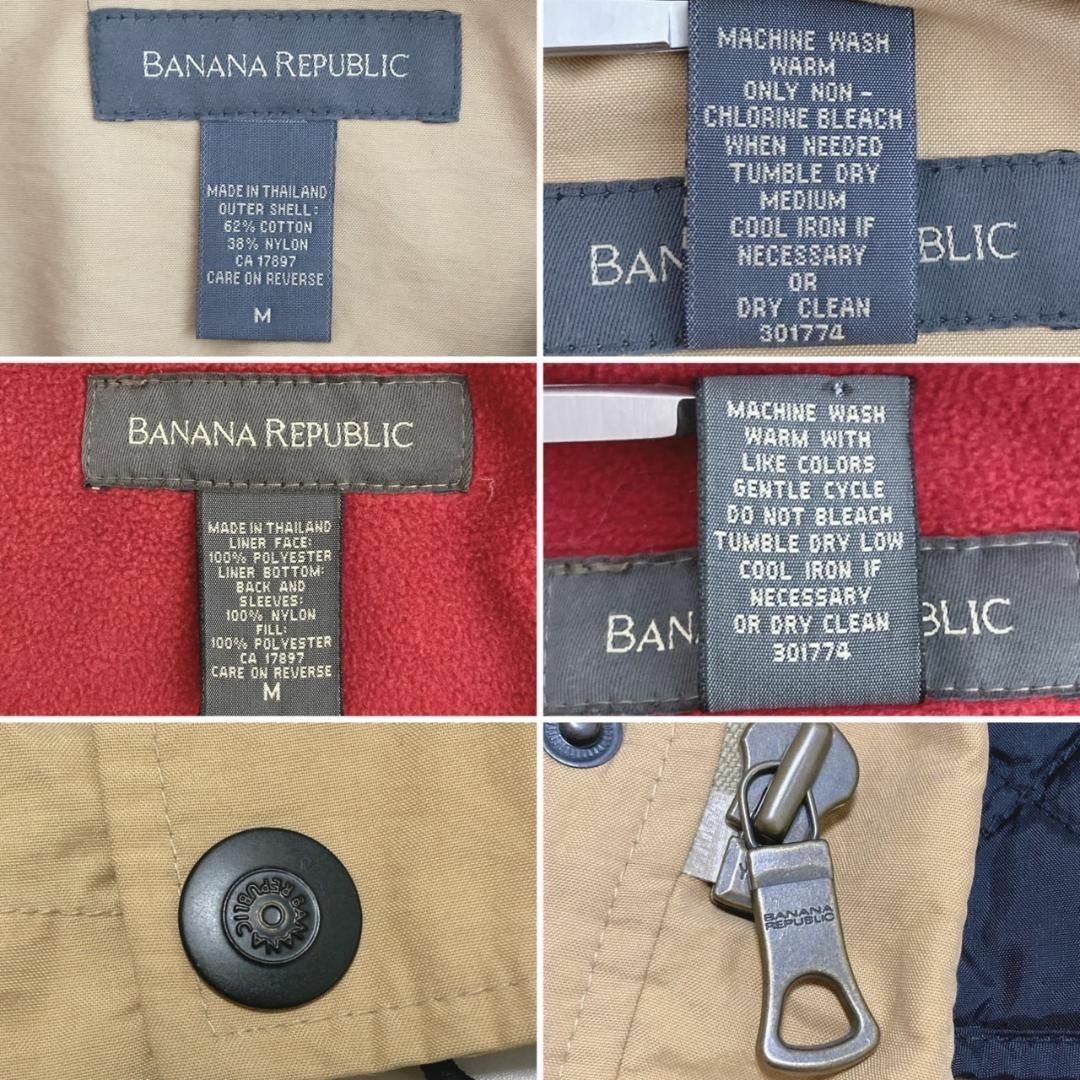 BANANA REPUBLIC
MADE IN THAILAND
OUTER SHELL:
62% COTTON
38% NYLON
CA 17897
CARE ON REVERSE
M
MACHINE WASH
WARM
ONLY NON-
CHLORINE BLEACH
WHEN NEEDED
TUMBLE DRY
MEDIUM
COOL IRON IF
NECESSARY
OR
DRY CLEAN
301774
BAN BLIC
BANANA REPUBLIC
MADE IN THAILAND
LINER FACE:
100% POLYESTER
LINER BOTTOM:
BACK AND
SLEEVES:
100% NYLON
FILL:
100% POLYESTER
CA 17897
CARE ON REVERSE
M
MACHINE WASH
WARM WITH
LIKE COLORS
GENTLE CYCLE
DO NOT BLEACH
TUMBLE DRY LOW
COOL IRON IF
NECESSARY
OR DRY CLEAN
301774
BAN BLIC
BANANA REPUBLIC
BANANA
REPUBLIC